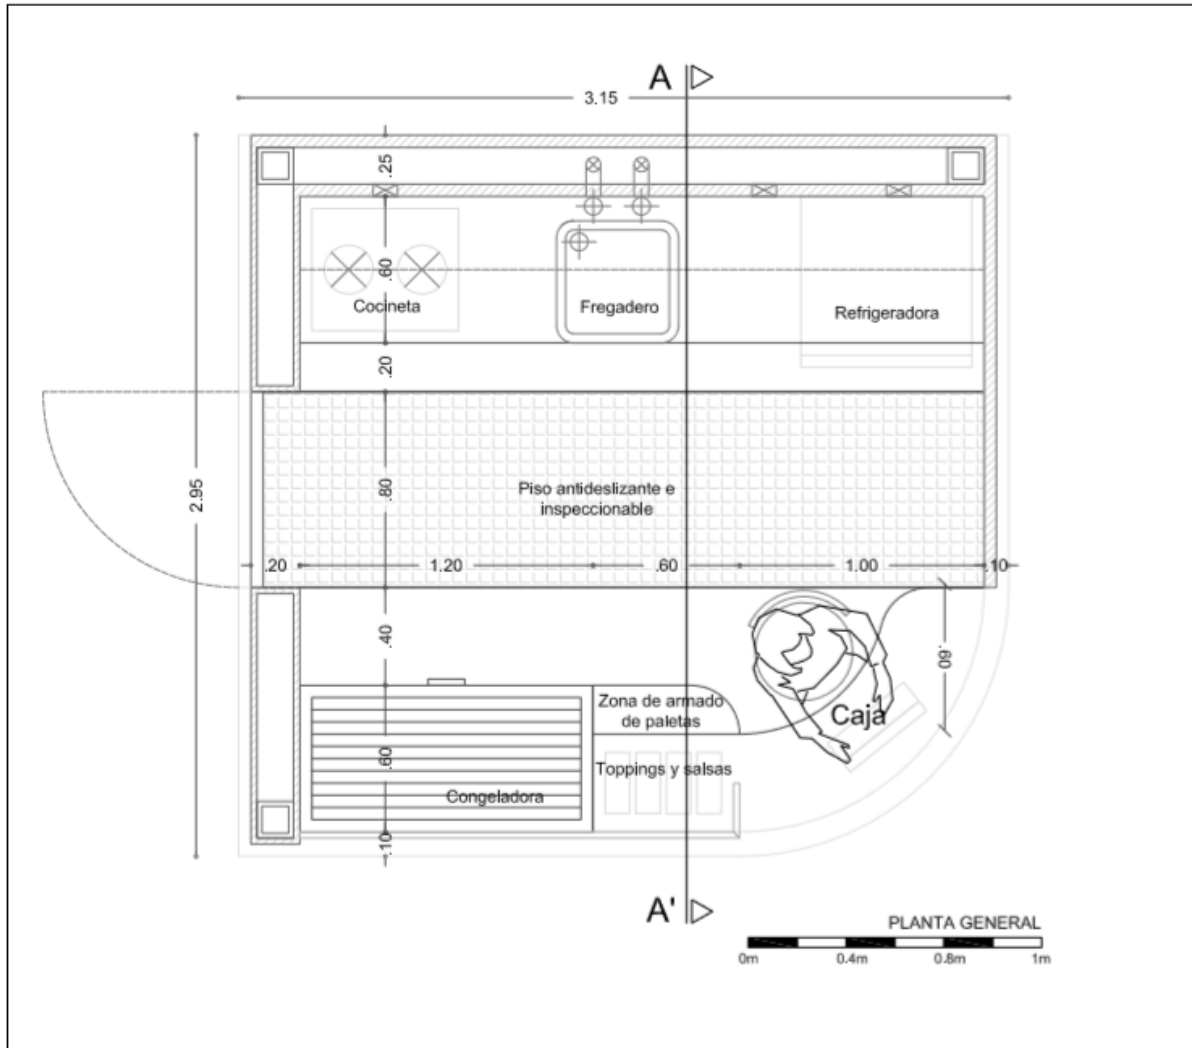 A
3.15
.25
.60
Cocineta
Fregadero
Refrigeradora
.20
2.95
.80
Piso antideslizante e
inspeccionable
.20
1.20
.60
1.00
.10
.40
.60
Zona de armado
de paletas
Caja
.60
Toppings y salsas
Congeladora
.10
A'
PLANTA GENERAL
0m
0.4m
0.8m
1m